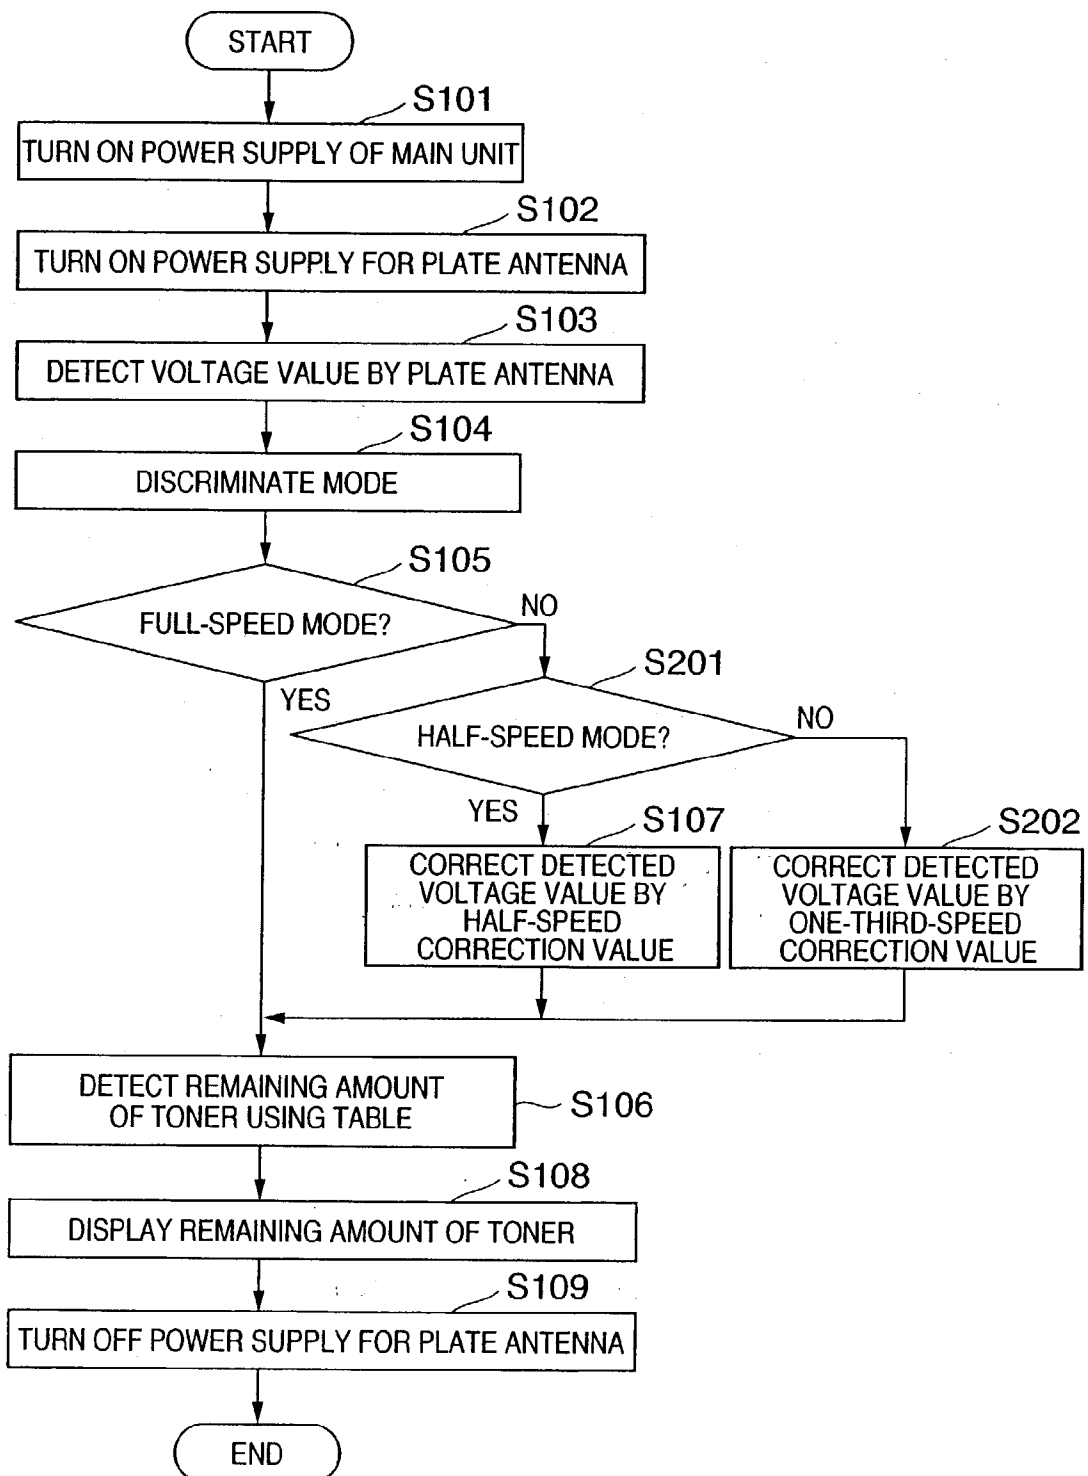 START
S101
TURN ON POWER SUPPLY OF MAIN UNIT
S102
TURN ON POWER SUPPLY FOR PLATE ANTENNA
S103
DETECT VOLTAGE VALUE BY PLATE ANTENNA
S104
DISCRIMINATE MODE
S105
FULL-SPEED MODE?
NO
YES
S201
HALF-SPEED MODE?
NO
YES
S107
CORRECT DETECTED
VOLTAGE VALUE BY
HALF-SPEED
CORRECTION VALUE
S202
CORRECT DETECTED
VOLTAGE VALUE BY
ONE-THIRD-SPEED
CORRECTION VALUE
DETECT REMAINING AMOUNT
OF TONER USING TABLE
S106
S108
DISPLAY REMAINING AMOUNT OF TONER
S109
TURN OFF POWER SUPPLY FOR PLATE ANTENNA
END